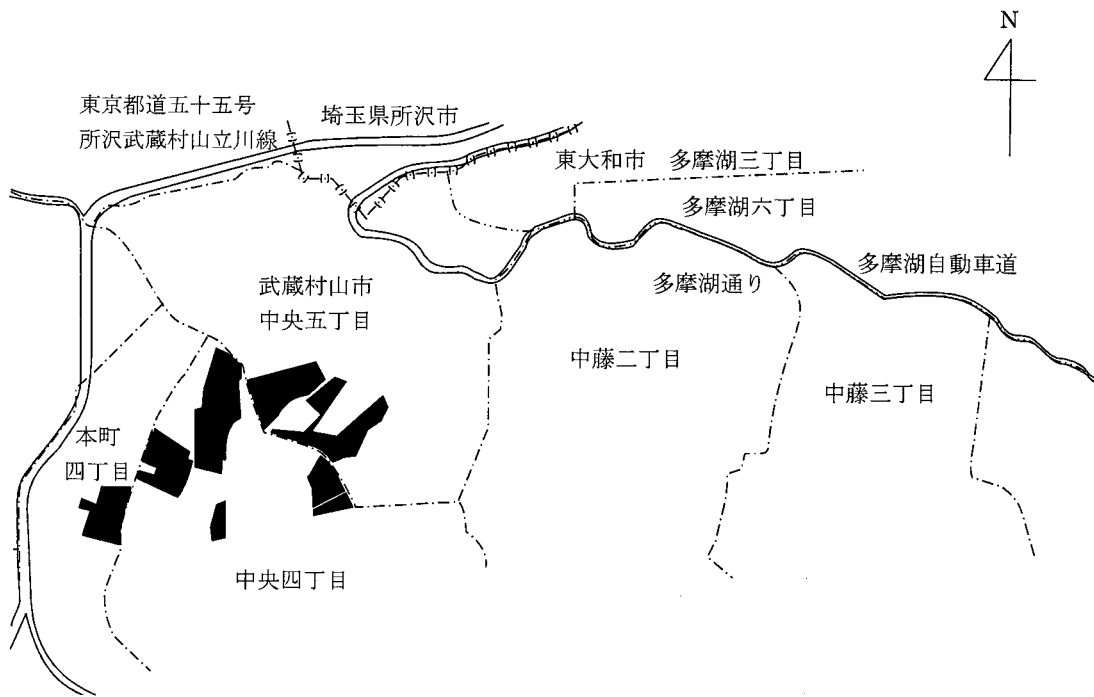 N
東京都道五十五号
所沢武蔵村山立川線
埼玉県所沢市
東大和市
多摩湖三丁目
多摩湖六丁目
多摩湖自動車道
多摩湖通り
武蔵村山市
中央五丁目
中藤二丁目
中藤三丁目
本町
四丁目
中央四丁目